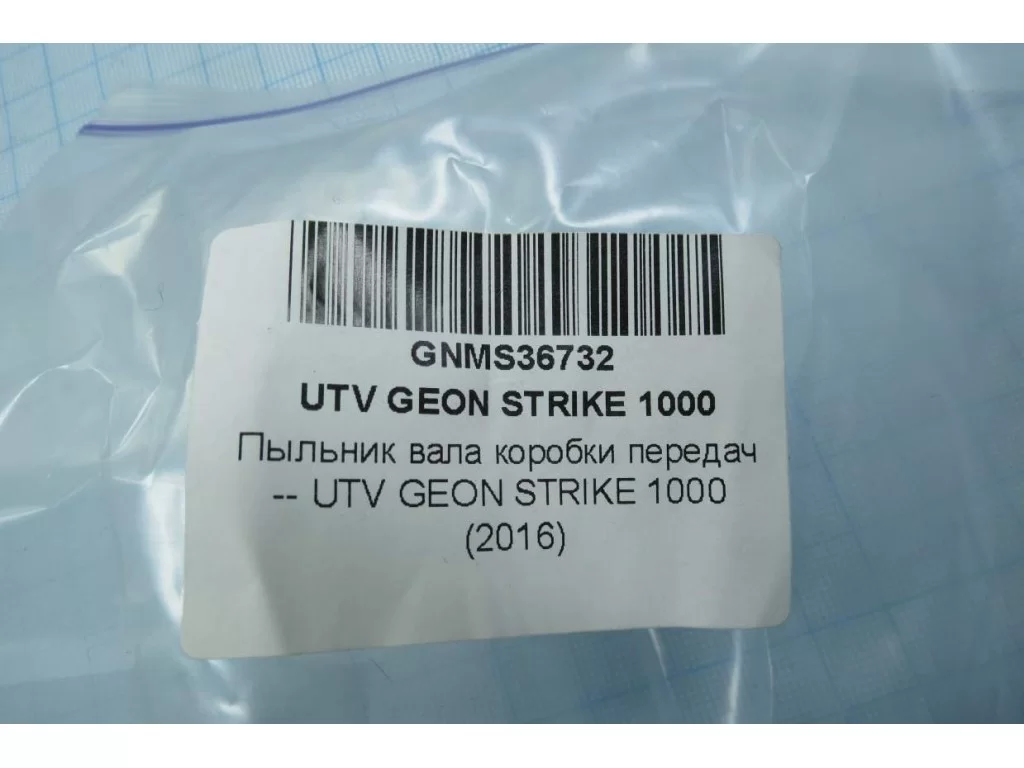 GNMS36732
UTV GEON STRIKE 1000
Пыльник вала коробки передач
-- UTV GEON STRIKE 1000
(2016)